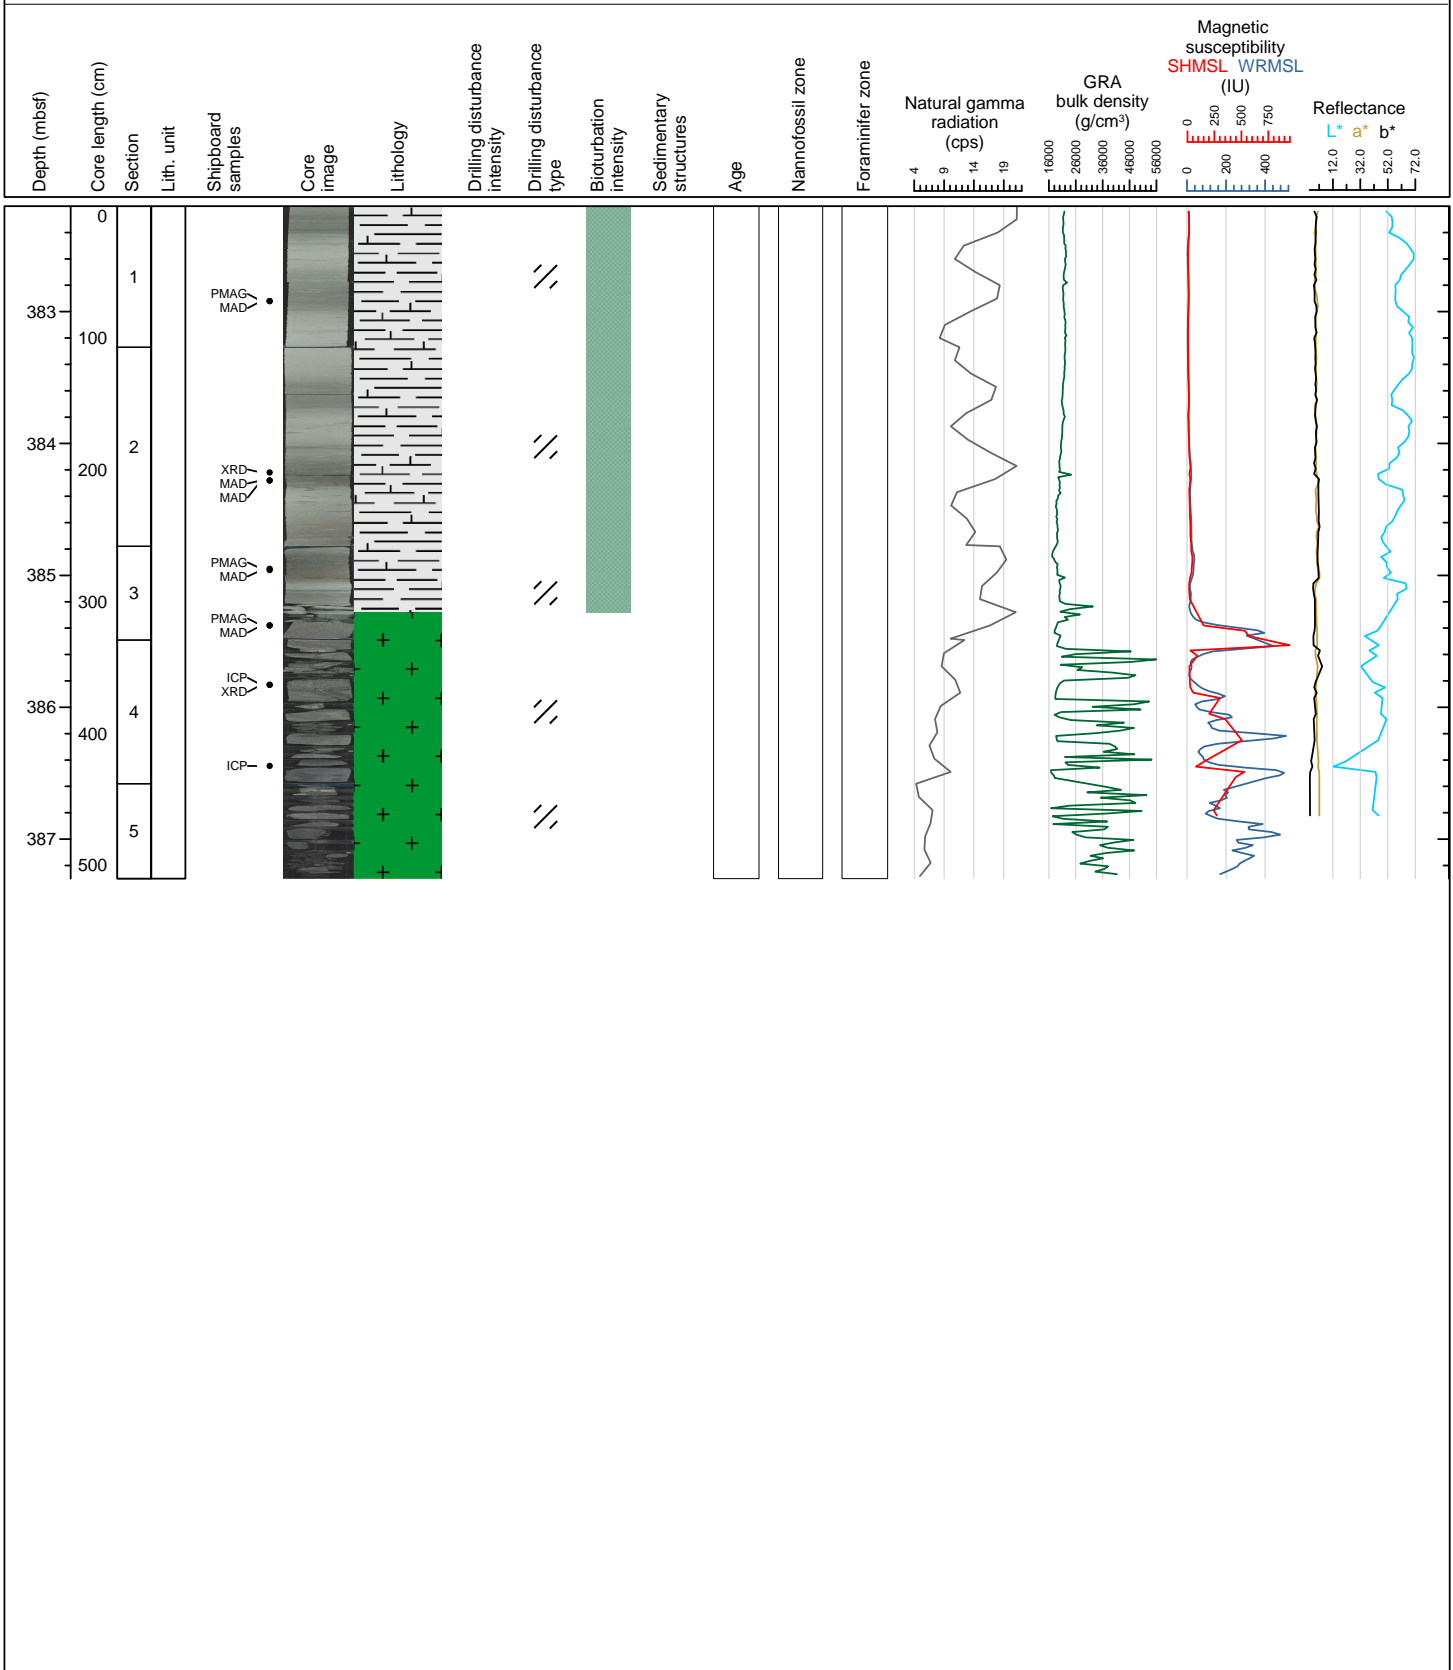 Depth (mbsf)
Core length (cm)
Section
Lith. unit
Shipboard
samples
Core
image
Lithology
Drilling disturbance
intensity
Drilling disturbance
type
Bioturbation
intensity
Sedimentary
structures
Age
Nannofossil zone
Foraminifer zone
Natural gamma
radiation
(cps)
4 9 14 19
GRA
bulk density
(g/cm³)
16000 26000 36000 46000 56000
Magnetic
susceptibility
SHMSL WRMSL
(IU)
0 250 500 750
0 200 400
Reflectance
L* a* b*
12.0 32.0 52.0 72.0
0
1
PMAG
MAD
383
100
2
384
200
XRD
MAD
MAD
PMAG
MAD
385
3
300
PMAG
MAD
ICP
XRD
386
4
400
ICP
5
387
500